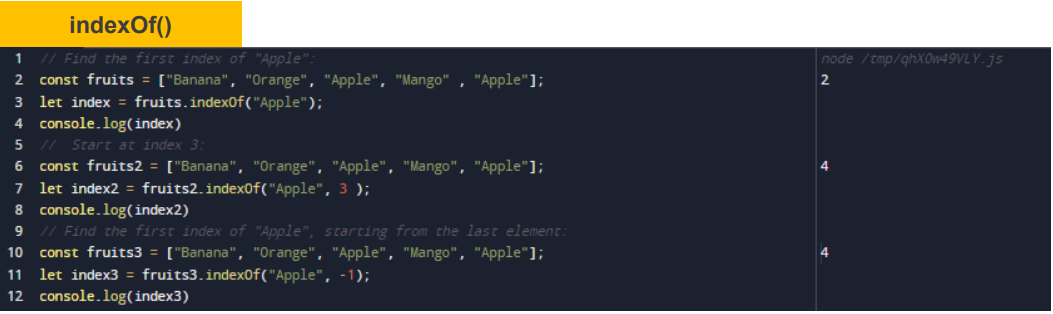 indexOf()
1 // Find the first index of "Apple":
2 const fruits = ["Banana", "Orange", "Apple", "Mango" , "Apple"];
3 let index = fruits.indexOf("Apple");
4 console.log(index)
5 //  Start at index 3:
6 const fruits2 = ["Banana", "Orange", "Apple", "Mango", "Apple"];
7 let index2 = fruits2.indexOf("Apple", 3 );
8 console.log(index2)
9 // Find the first index of "Apple", starting from the last element:
10 const fruits3 = ["Banana", "Orange", "Apple", "Mango", "Apple"];
11 let index3 = fruits3.indexOf("Apple", -1);
12 console.log(index3)
node /tmp/qhXOw49VLY.js
2
4
4